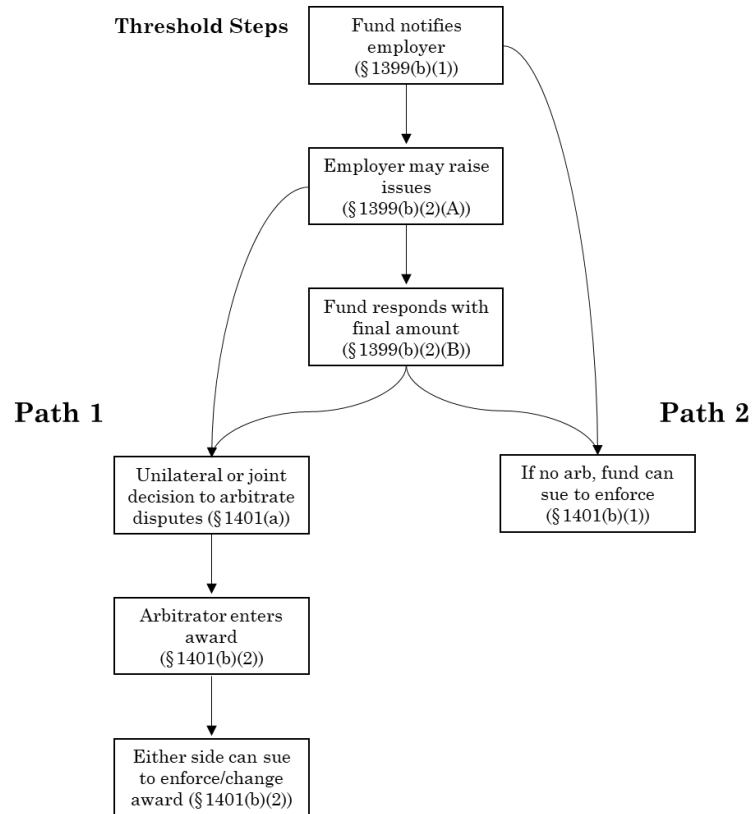 Threshold Steps
Fund notifies
employer
(§1399(b)(1))
Employer may raise
issues
(§1399(b)(2)(A))
Fund responds with
final amount
(§1399(b)(2)(B))
Path 1
Path 2
Unilateral or joint
decision to arbitrate
disputes (§1401(a))
If no arb, fund can
sue to enforce
(§1401(b)(1))
Arbitrator enters
award
(§1401(b)(2))
Either side can sue
to enforce/change
award (§1401(b)(2))